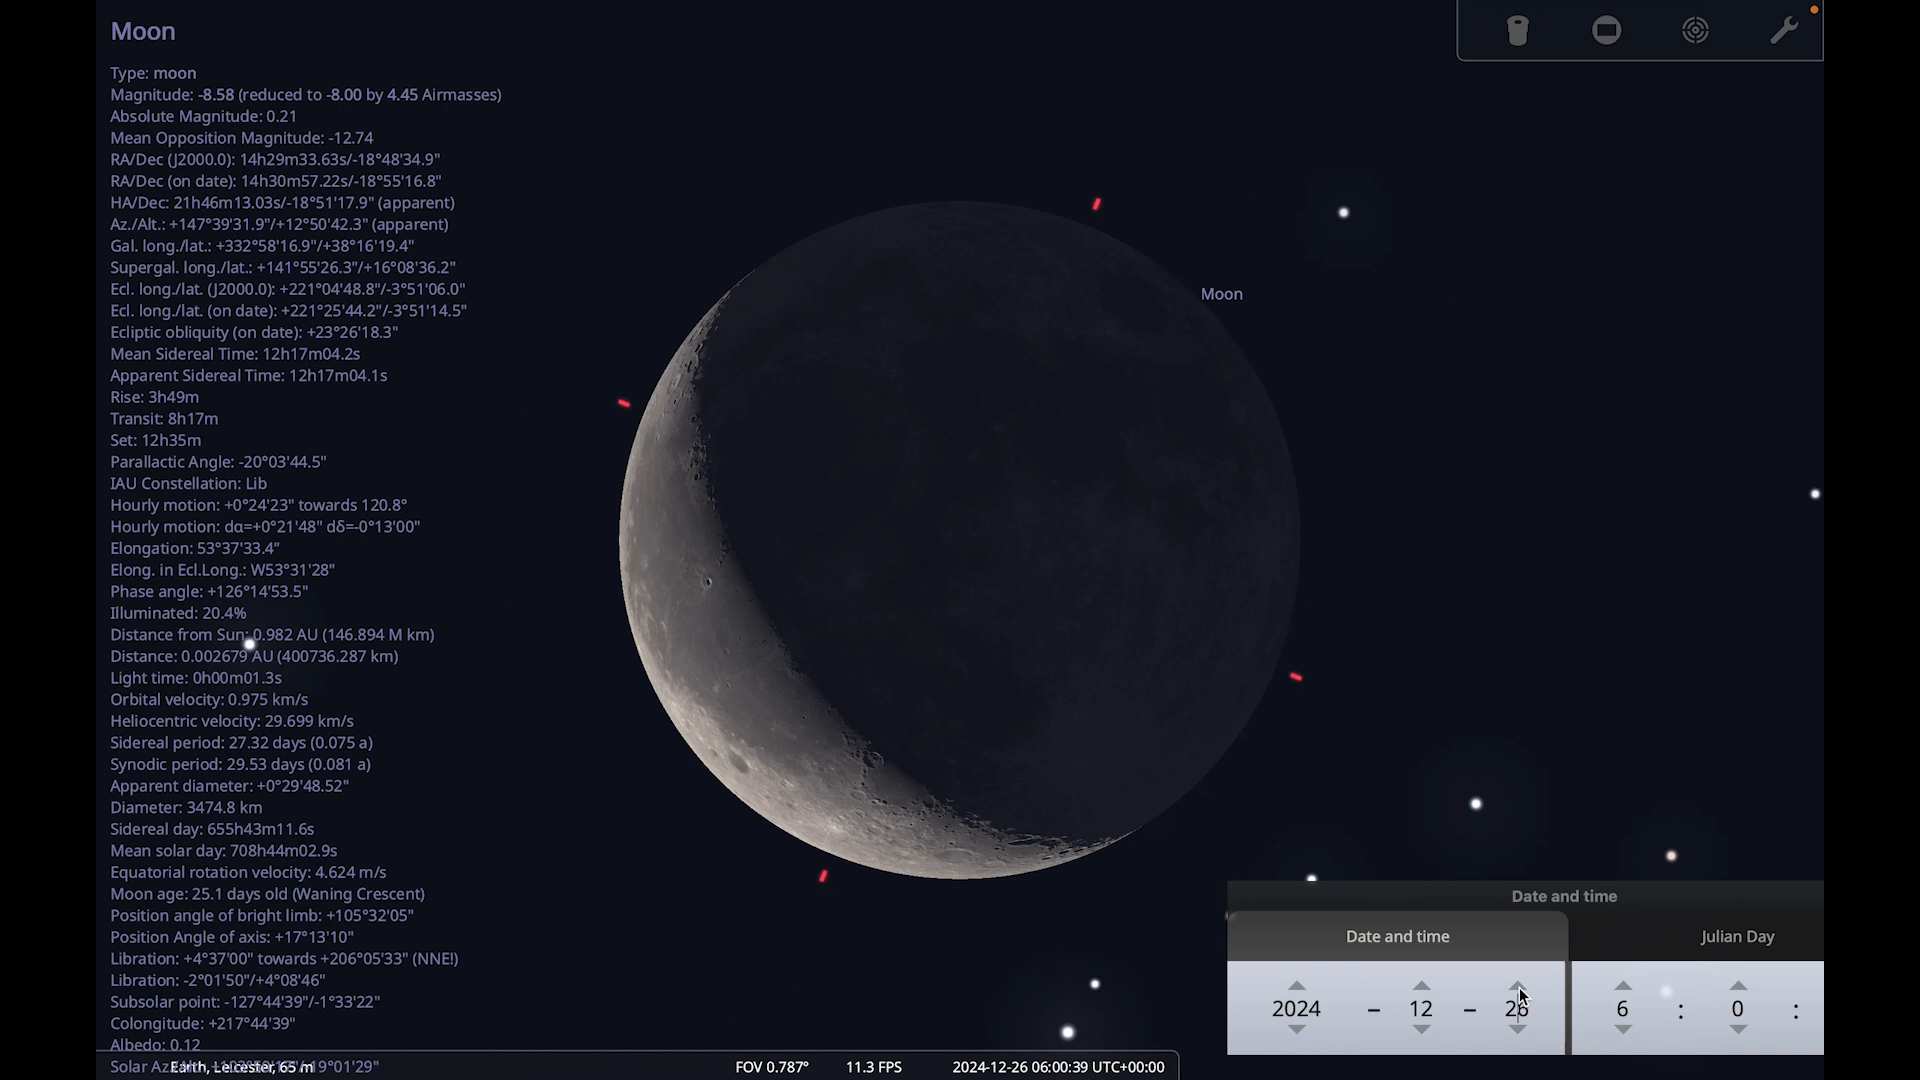 Moon
Type: moon
Magnitude: -8.58 (reduced to -8.00 by 4.45 Airmasses)
Absolute Magnitude: 0.21
Mean Opposition Magnitude: -12.74
RA/Dec (J2000.0): 14h29m33.63s/-18°48'34.9"
RA/Dec (on date): 14h30m57.22s/-18°55'16.8"
HA/Dec: 21h46m13.03s/-18°51'17.9" (apparent)
Az./Alt.: +147°39'31.9"/+12°50'42.3" (apparent)
Gal. long./lat.: +332°58'16.9"/+38°16'19.4"
Supergal. long./lat.: +141°55'26.3"/+16°08'36.2"
Ecl. long./lat. (J2000.0): +221°04'48.8"/-3°51'06.0"
Ecl. long./lat. (on date): +221°25'44.2"/-3°51'14.5"
Ecliptic obliquity (on date): +23°26'18.3"
Mean Sidereal Time: 12h17m04.2s
Apparent Sidereal Time: 12h17m04.1s
Rise: 3h49m
Transit: 8h17m
Set: 12h35m
Parallactic Angle: -20°03'44.5"
IAU Constellation: Lib
Hourly motion: +0°24'23" towards 120.8°
Hourly motion: dα=+0°21'48" dδ=-0°13'00"
Elongation: 53°37'33.4"
Elong. in Ecl.Long.: W53°31'28"
Phase angle: +126°14'53.5"
Illuminated: 20.4%
Distance from Sun: 0.982 AU (146.894 M km)
Distance: 0.002679 AU (400736.287 km)
Light time: 0h00m01.3s
Orbital velocity: 0.975 km/s
Heliocentric velocity: 29.699 km/s
Sidereal period: 27.32 days (0.075 a)
Synodic period: 29.53 days (0.081 a)
Apparent diameter: +0°29'48.52"
Diameter: 3474.8 km
Sidereal day: 655h43m11.6s
Mean solar day: 708h44m02.9s
Equatorial rotation velocity: 4.624 m/s
Moon age: 25.1 days old (Waning Crescent)
Position angle of bright limb: +105°32'05"
Position Angle of axis: +17°13'10"
Libration: +4°37'00" towards +206°05'33" (NNE!)
Libration: -2°01'50"/+4°08'46"
Subsolar point: -127°44'39"/-1°33'22"
Colongitude: +217°44'39"
Albedo: 0.12
Solar
Earth, Leicester, 65 m
FOV 0.787°
11.3 FPS
2024-12-26 06:00:39 UTC+00:00
Moon
Date and time
Date and time
Julian Day
2024 – 12 – 26
6 : 0 :